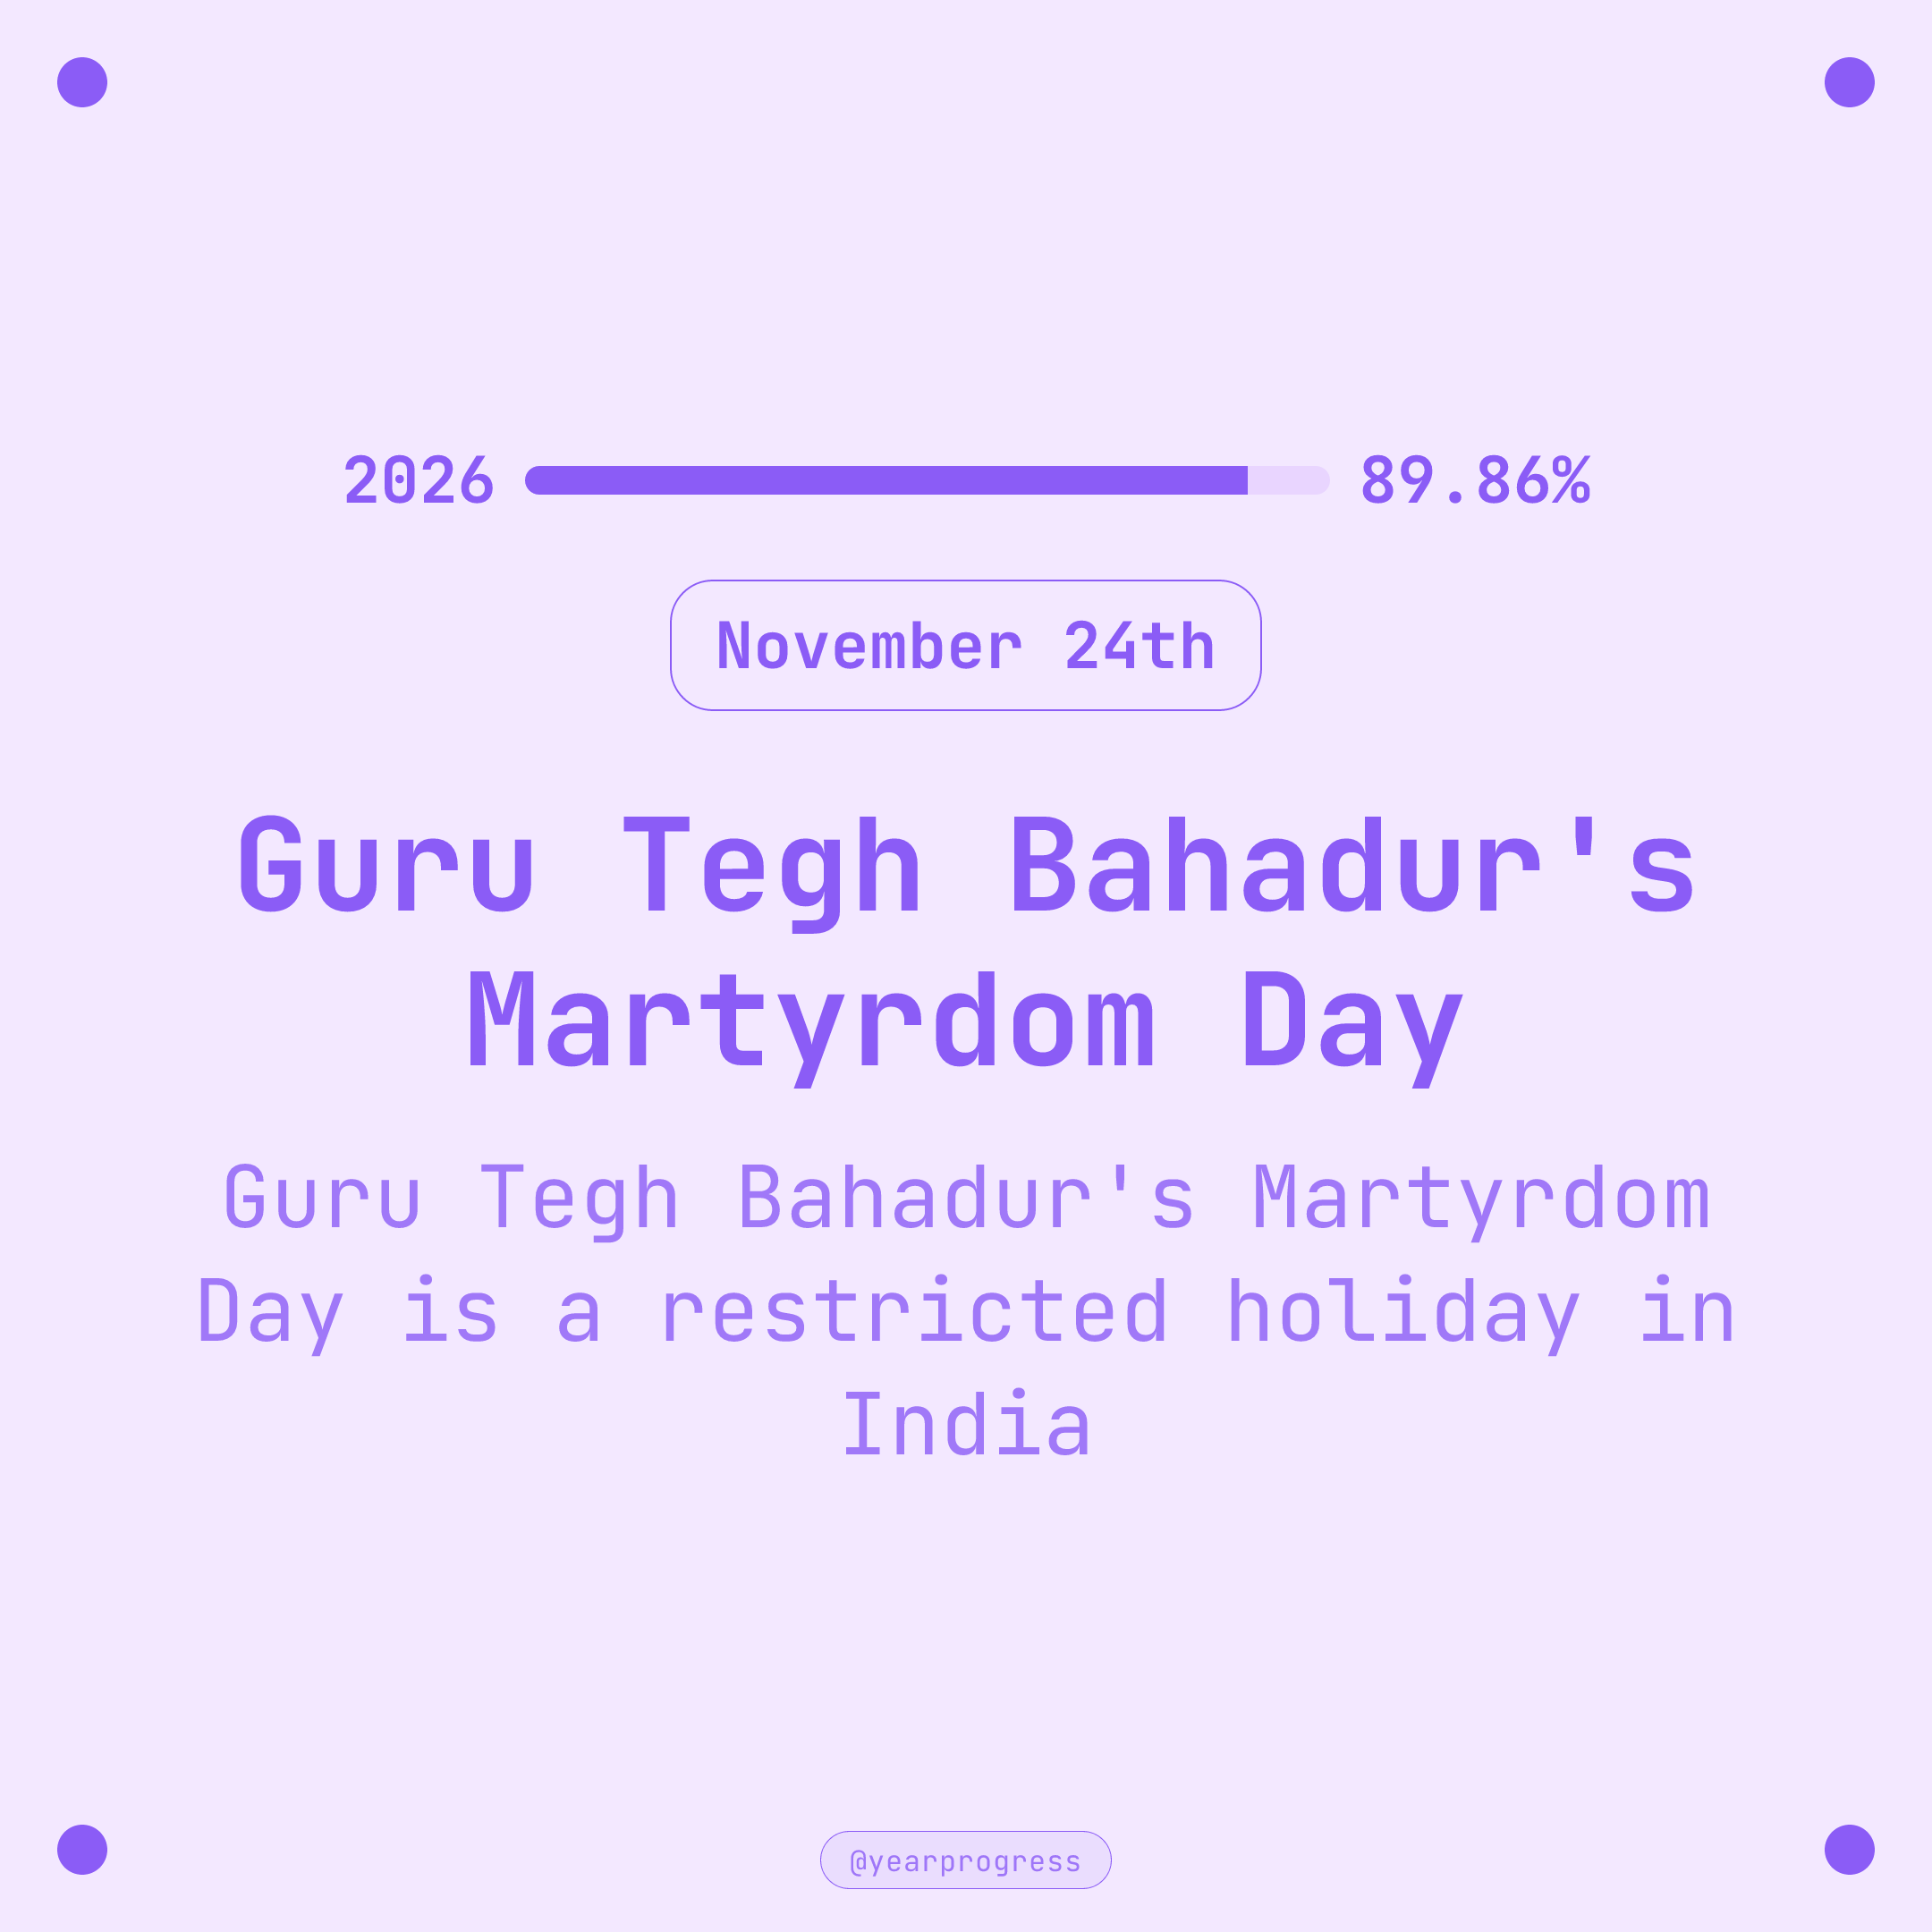 2026 89.86%
November 24th
Guru Tegh Bahadur's
Martyrdom Day
Guru Tegh Bahadur's Martyrdom
Day is a restricted holiday in
India
@yearprogress